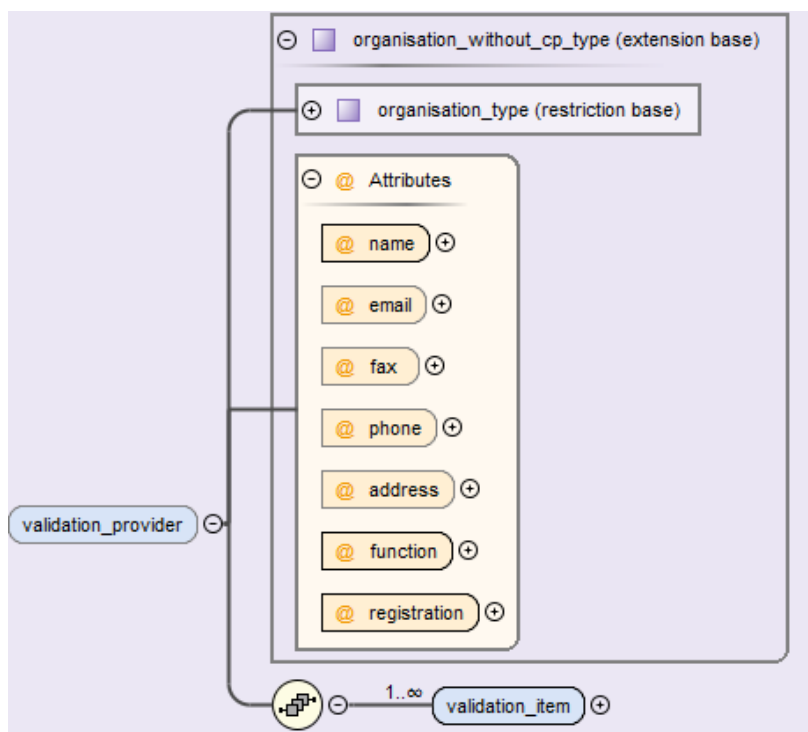 organisation_without_cp_type (extension base)
organisation_type (restriction base)
@ Attributes
@ name
@ email
@ fax
@ phone
@ address
validation_provider
@ function
@ registration
1..∞
validation_item